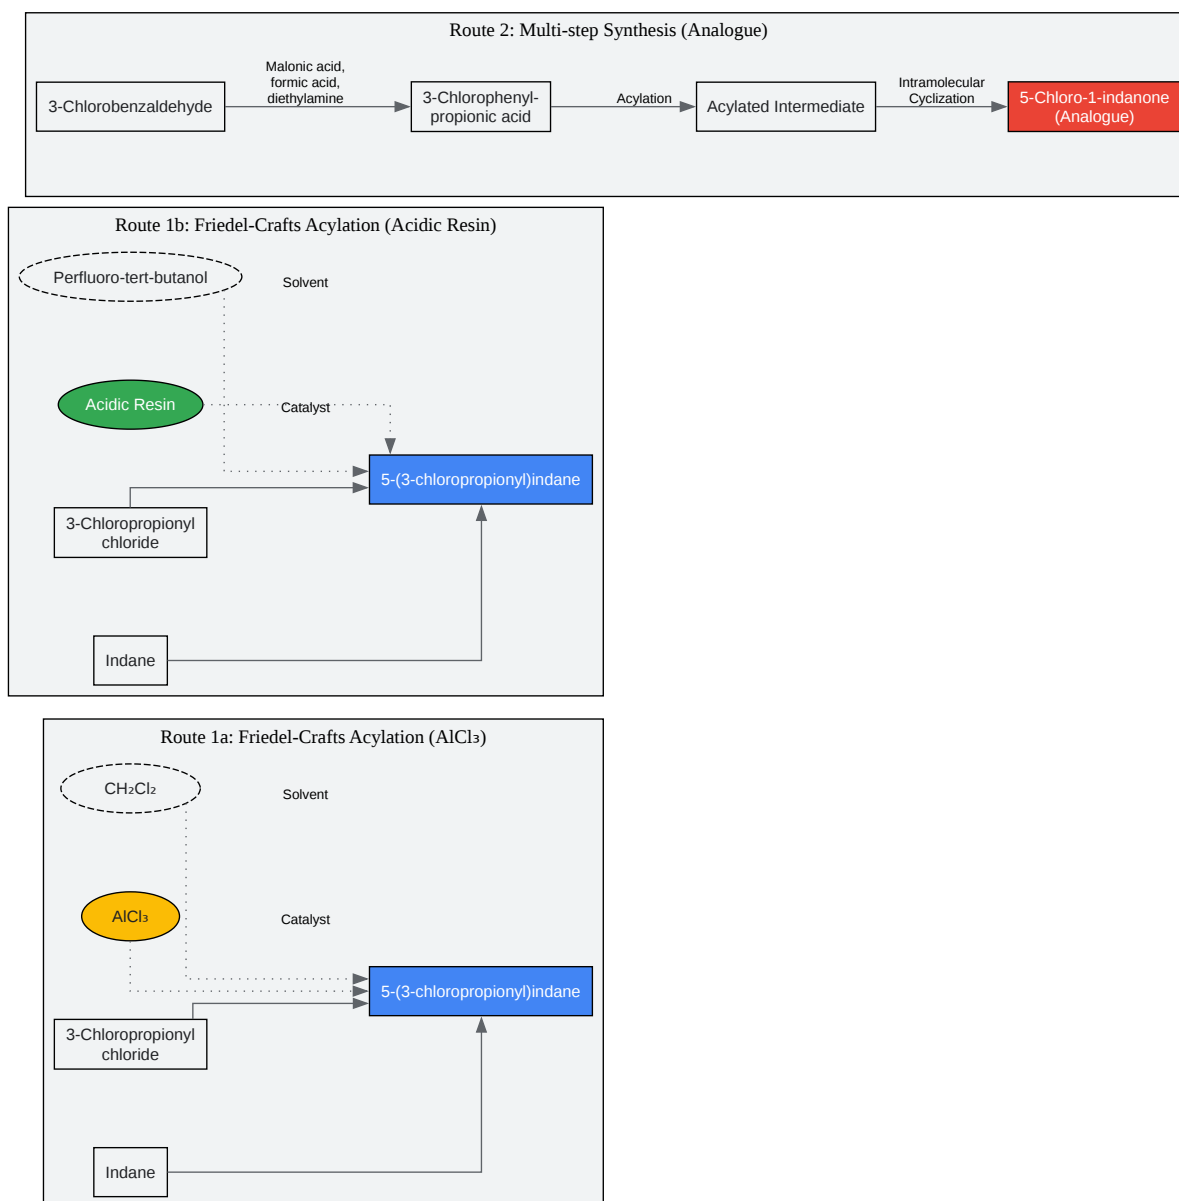 Route 2: Multi-step Synthesis (Analogue)
3-Chlorobenzaldehyde
Malonic acid,
formic acid,
diethylamine
3-Chlorophenyl-
propionic acid
Acylation
Acylated Intermediate
Intramolecular
Cyclization
5-Chloro-1-indanone
(Analogue)
Route 1b: Friedel-Crafts Acylation (Acidic Resin)
Perfluoro-tert-butanol
Solvent
Acidic Resin
Catalyst
5-(3-chloropropionyl)indane
3-Chloropropionyl
chloride
Indane
Route 1a: Friedel-Crafts Acylation (AlCl₃)
CH₂Cl₂
Solvent
AlCl₃
Catalyst
5-(3-chloropropionyl)indane
3-Chloropropionyl
chloride
Indane